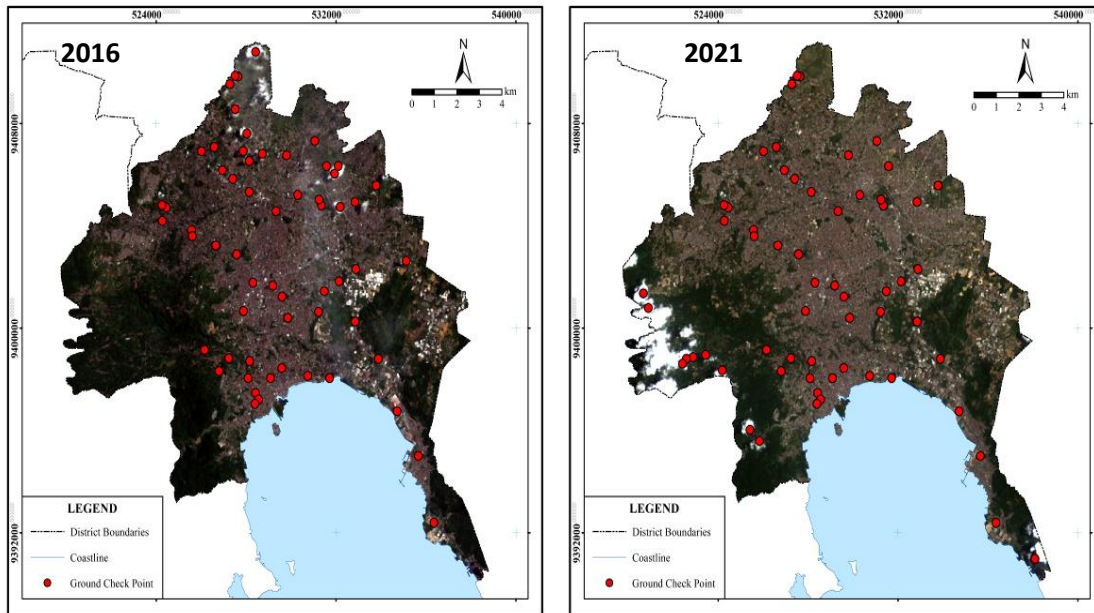 524000 532000 540000
2016
N
km
0 1 2 3 4
9408000
9400000
9392000
LEGEND
District Boundaries
Coastline
Ground Check Point
524000 532000 540000
2021
N
km
0 1 2 3 4
9408000
9400000
9392000
LEGEND
District Boundaries
Coastline
Ground Check Point